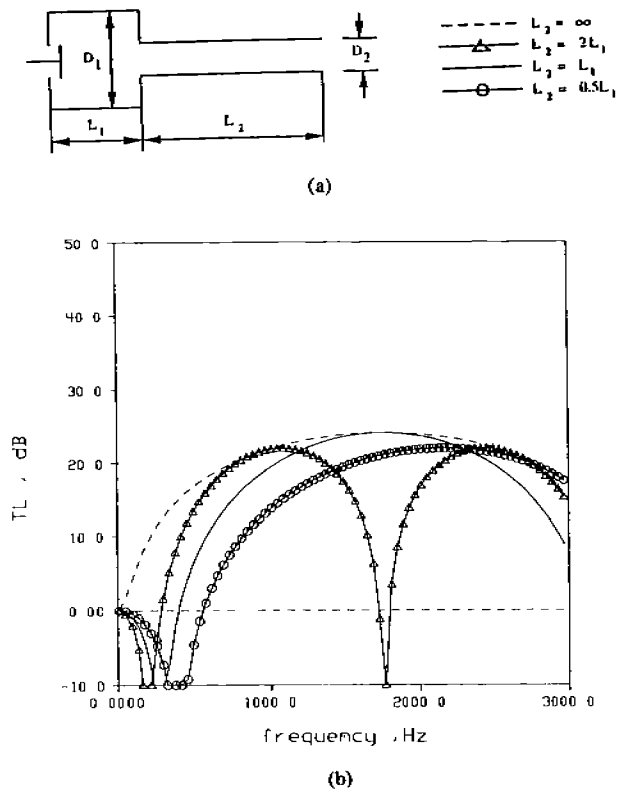 D₁
D₂
L₁
L₂
L₂ = ∞
L₂ = 2L₁
L₂ = L₁
L₂ = 0.5L₁
(a)
50 0
40 0
30 0
20 0
10 0
0 00
-10 0
TL , dB
0 0000
1000 0
2000 0
3000 0
frequency ,Hz
(b)